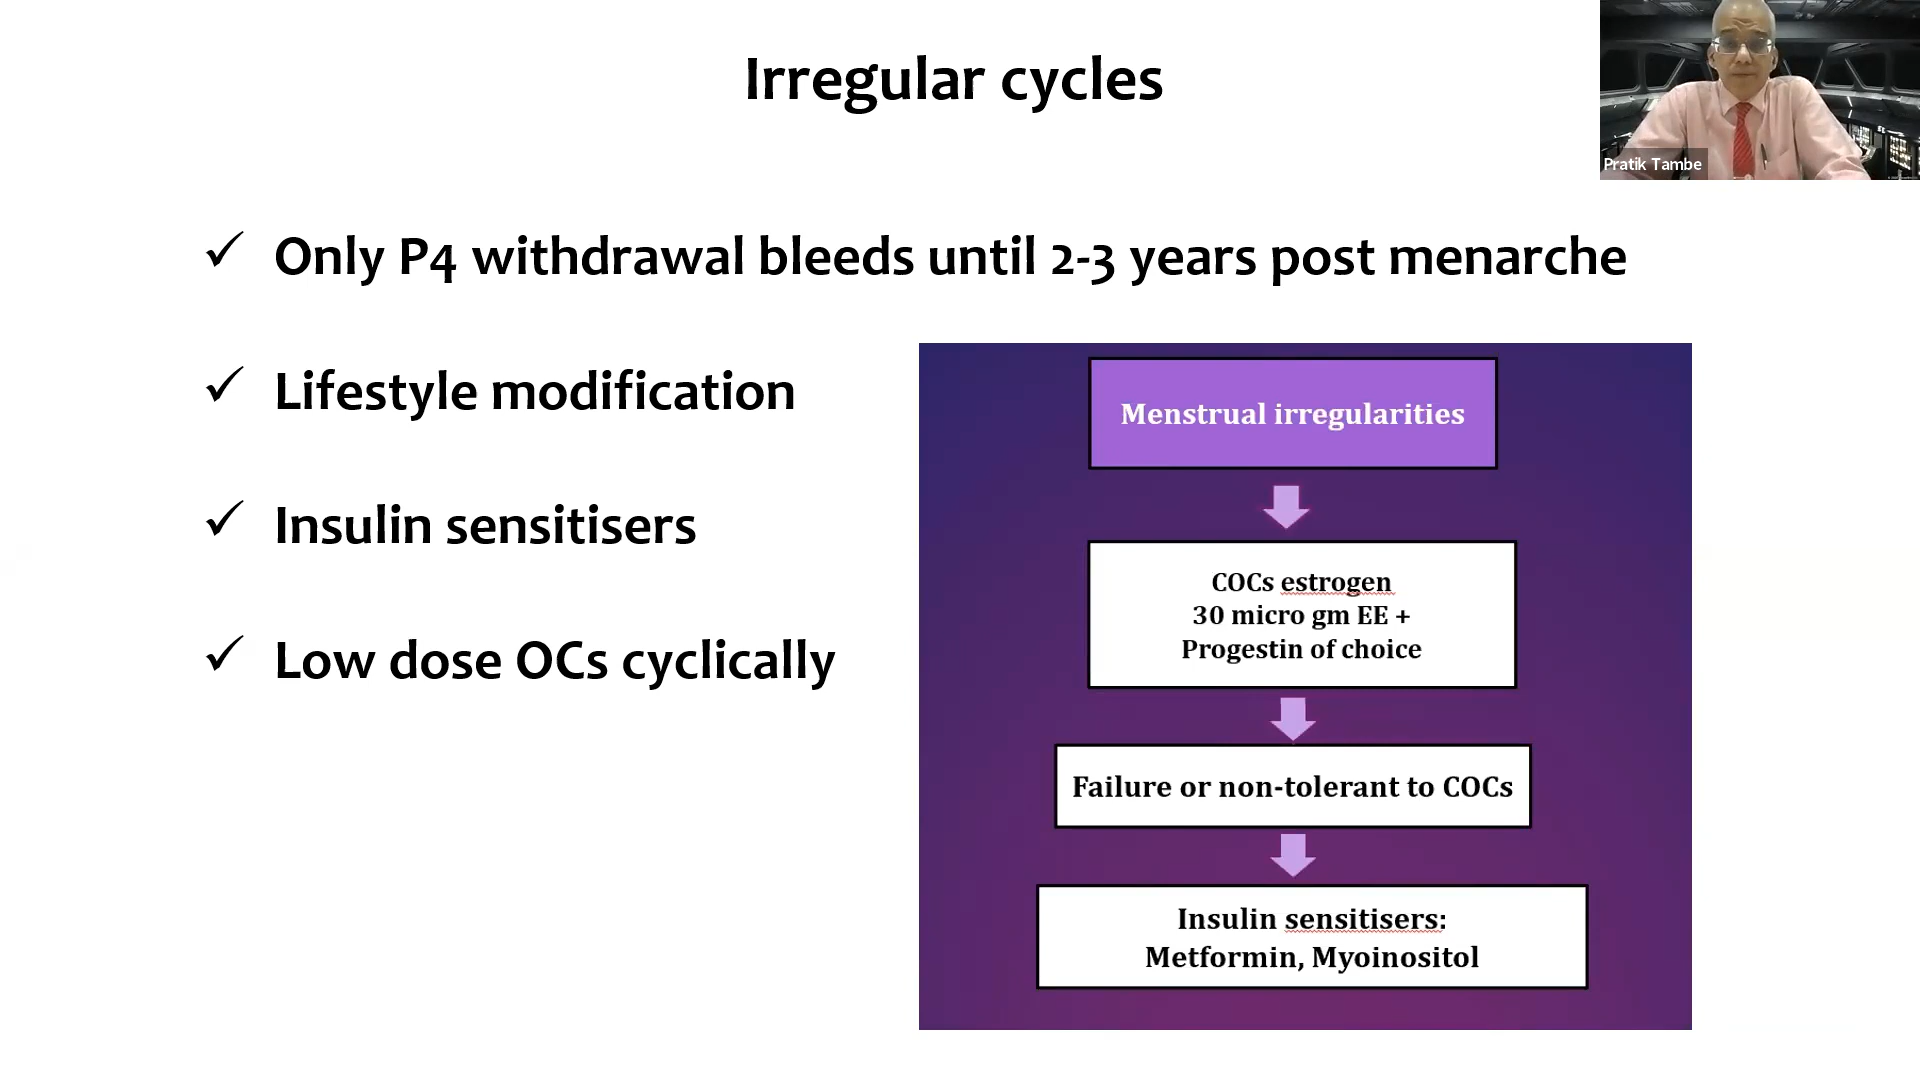 Irregular cycles
Pratik Tambe
✓ Only P4 withdrawal bleeds until 2-3 years post menarche
✓ Lifestyle modification
✓ Insulin sensitisers
✓ Low dose OCs cyclically
Menstrual irregularities
COCs estrogen
30 micro gm EE +
Progestin of choice
Failure or non-tolerant to COCs
Insulin sensitisers:
Metformin, Myoinositol